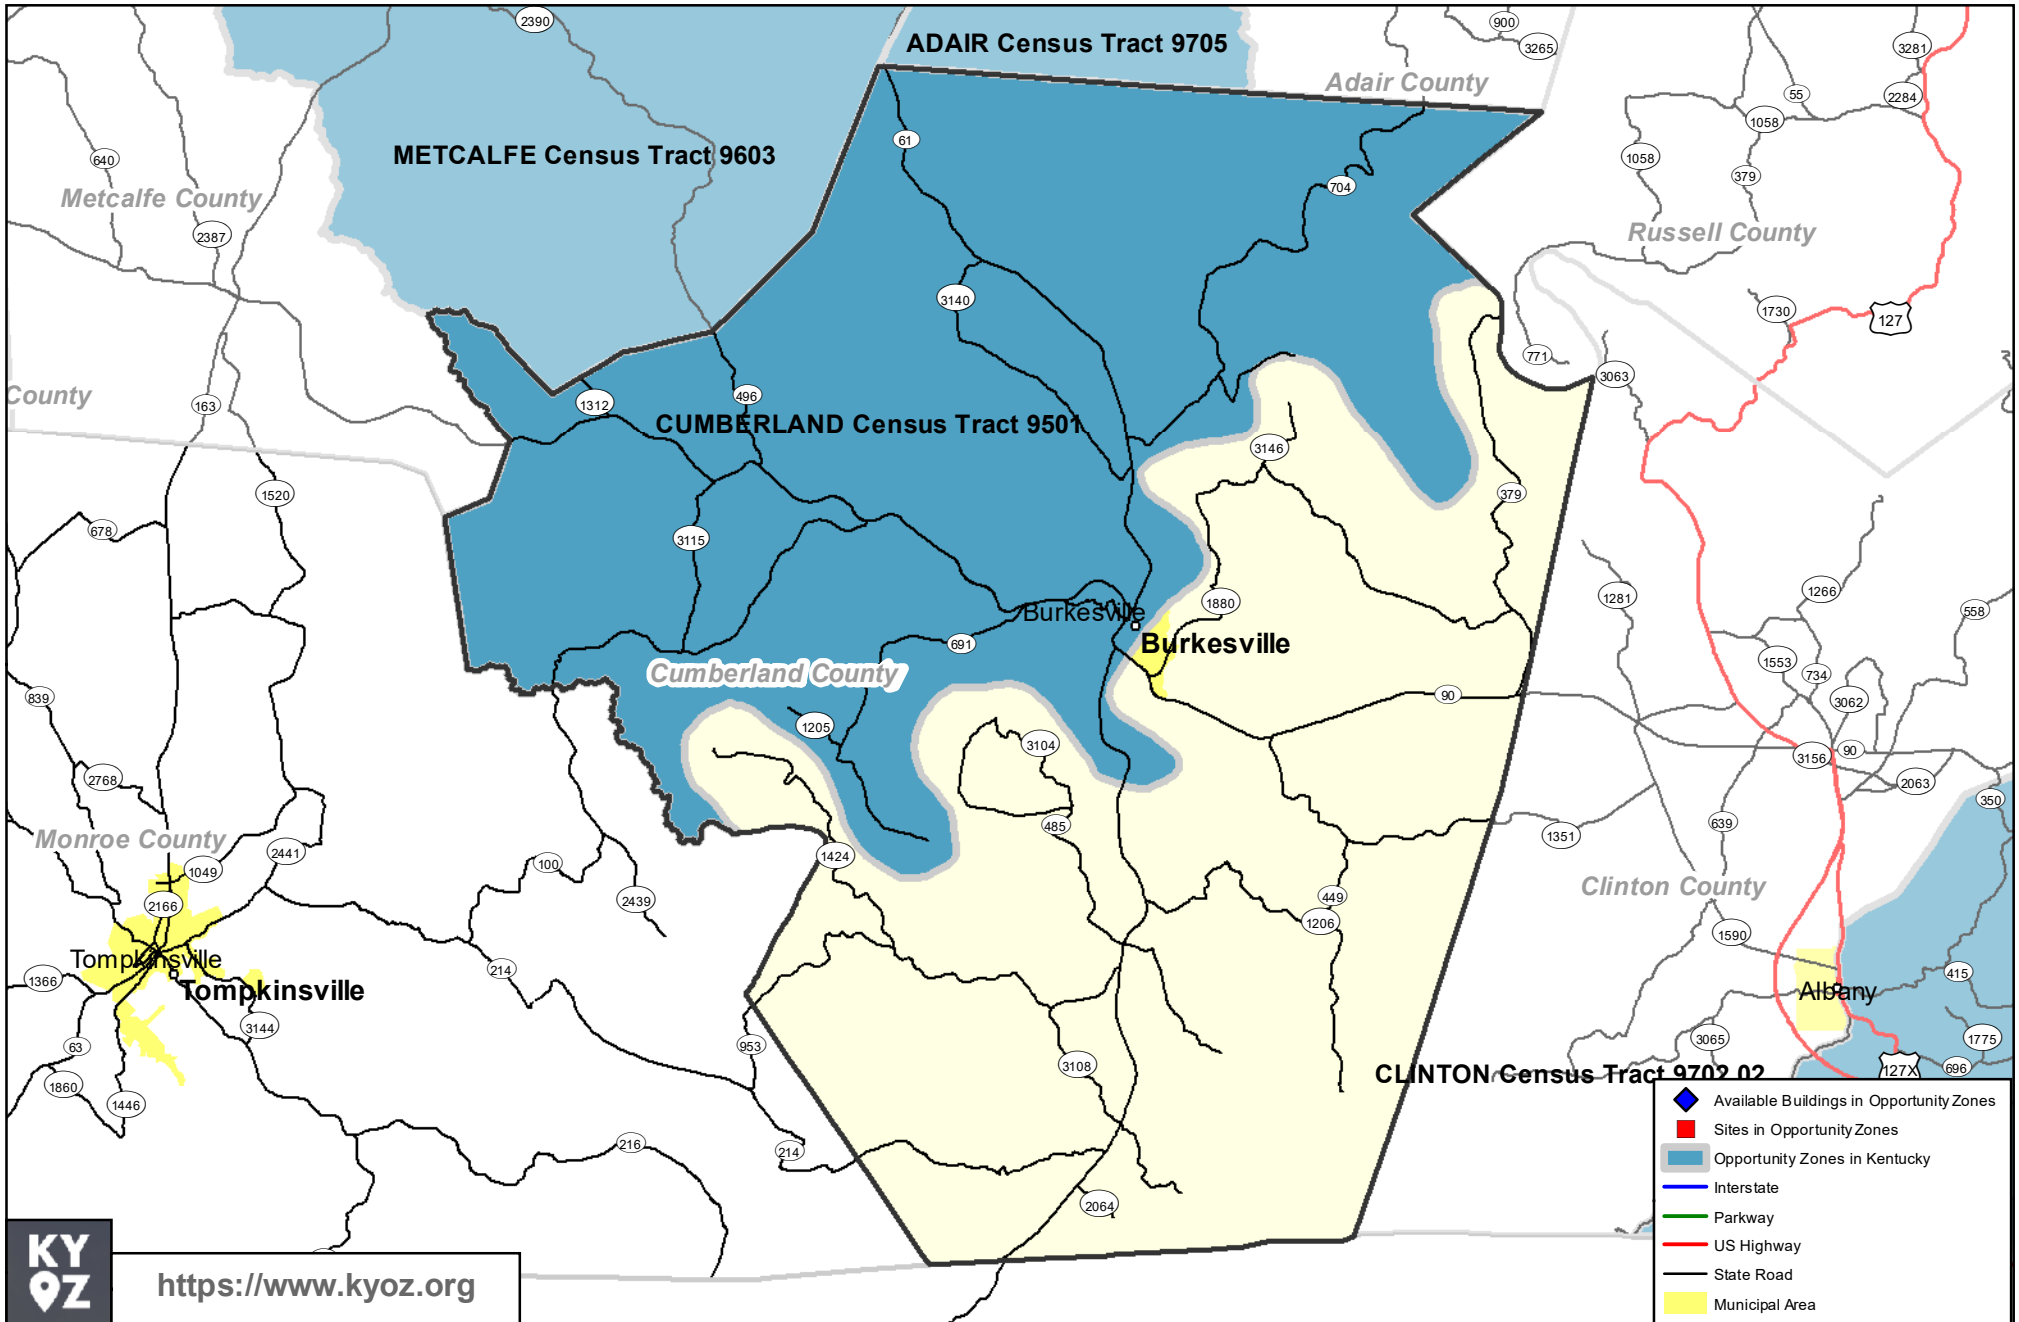 2390
ADAIR Census Tract 9705
900
3265
3281
Adair County
55
2284
61
1058
METCALFE Census Tract 9603
640
1058
379
704
Metcalfe County
2387
Russell County
3140
1730
127
771
3063
County
163
1312
496
CUMBERLAND Census Tract 9501
3146
1520
379
678
3115
1281
1266
1880
558
Burkesville
Burkesville
691
Cumberland County
1553
734
839
90
3062
1205
3104
3156
90
2768
2063
350
485
639
1351
Monroe County
2441
1424
100
1049
Clinton County
449
2439
2166
1206
1590
Tompkinsville
214
415
1366
Tompkinsville
Albany
3144
3065
1775
63
953
3108
127X
696
1860
CLINTON Census Tract 9702.02
1446
216
214
2064
Available Buildings in Opportunity Zones
Sites in Opportunity Zones
Opportunity Zones in Kentucky
Interstate
Parkway
US Highway
State Road
Municipal Area
KY
OZ
https://www.kyoz.org